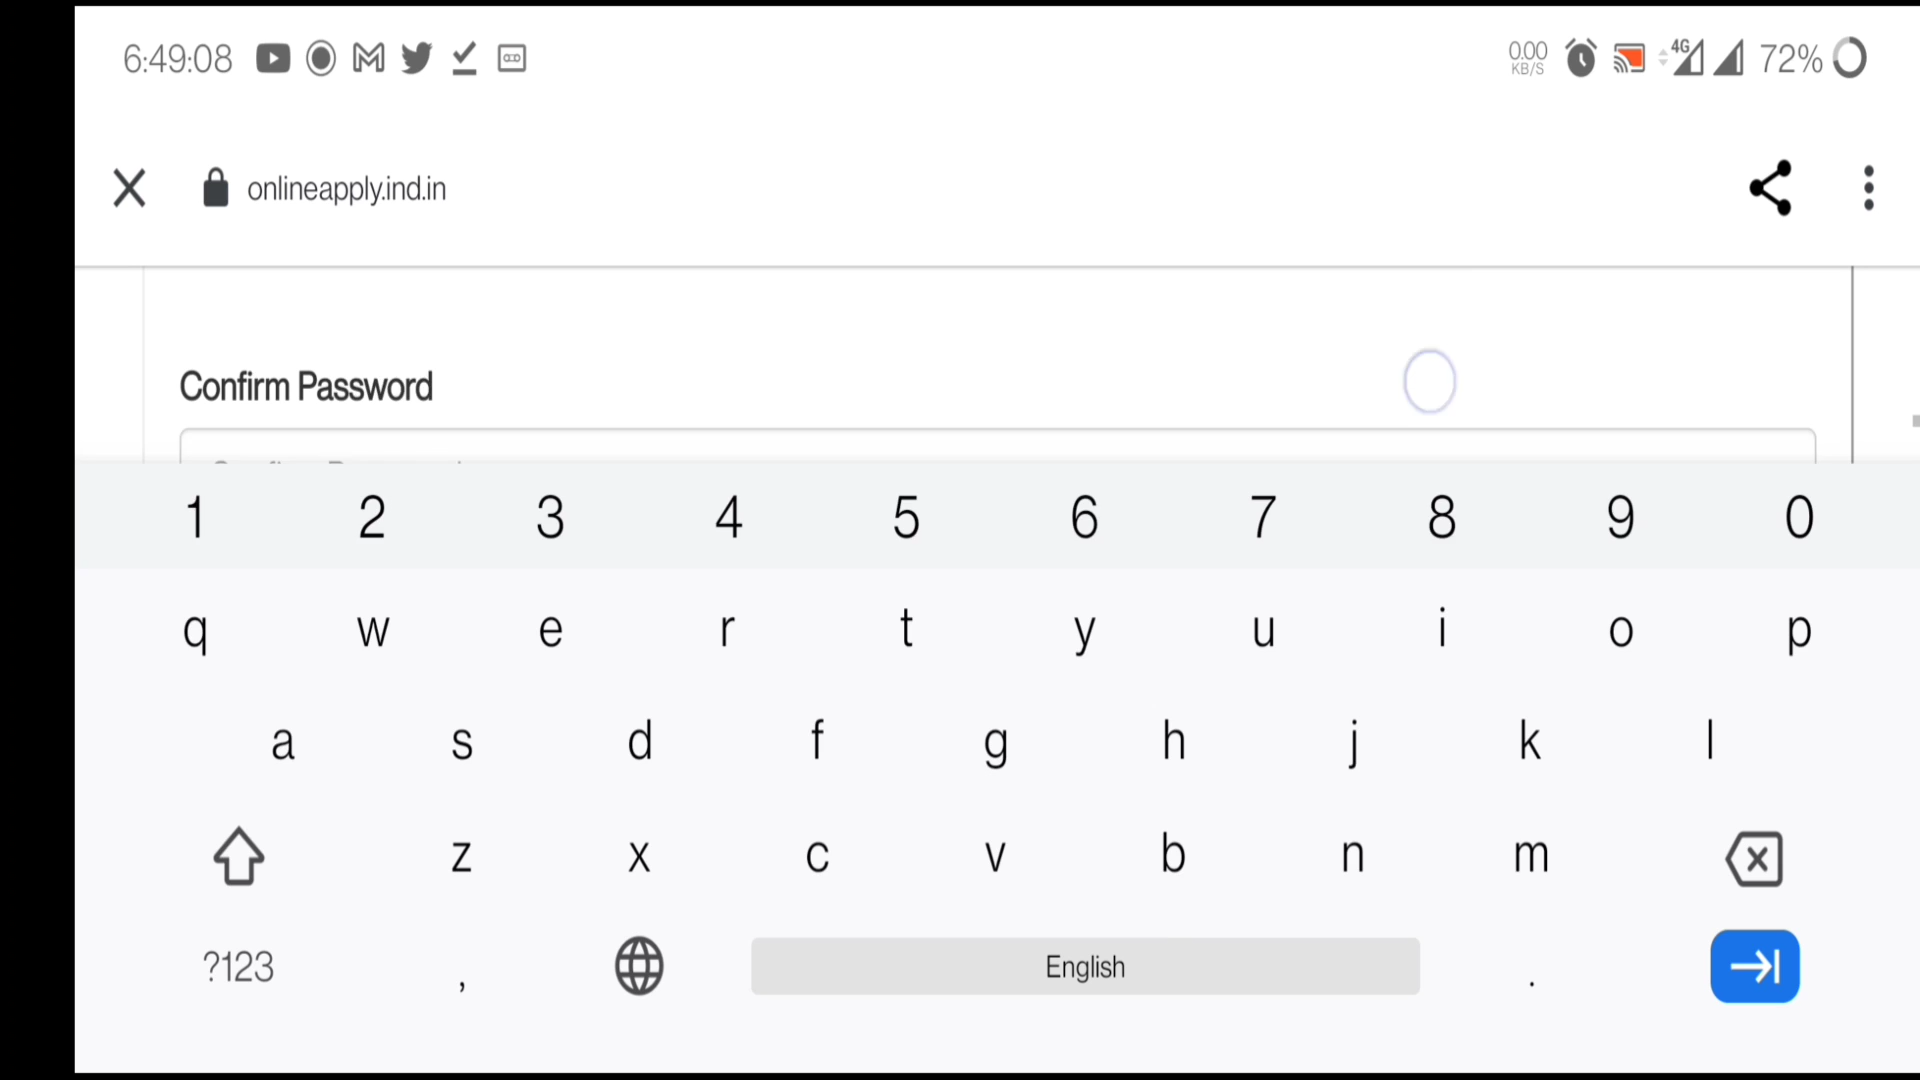 6:49:08
0.00 KB/S 4G 72%
onlineapply.ind.in
Confirm Password
1 2 3 4 5 6 7 8 9 0
q w e r t y u i o p
a s d f g h j k l
z x c v b n m
?123 , English .